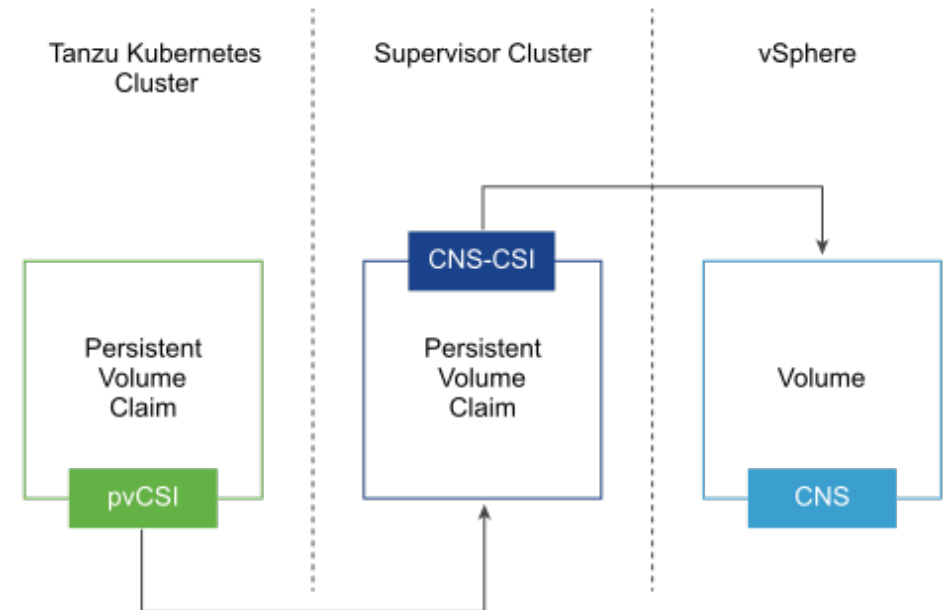 Tanzu Kubernetes
Cluster
Supervisor Cluster
vSphere
CNS-CSI
Persistent
Volume
Claim
pvCSI
Persistent
Volume
Claim
Volume
CNS